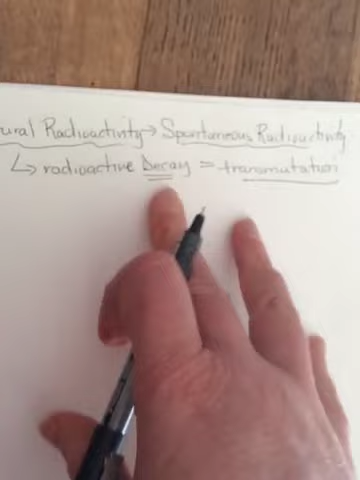 ural Radioactivity → Spontaneous Radioactivity
↳ radioactive Decay = transmutation